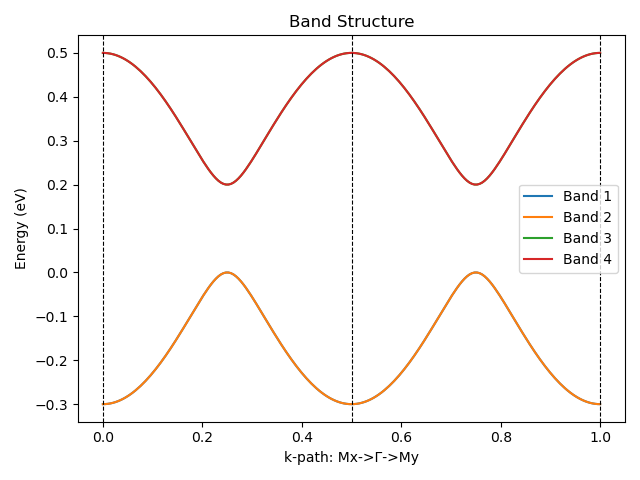 Band Structure
Energy (eV)
0.5
0.4
0.3
0.2
0.1
0.0
−0.1
−0.2
−0.3
Band 1
Band 2
Band 3
Band 4
0.0 0.2 0.4 0.6 0.8 1.0
k-path: Mx->Γ->My